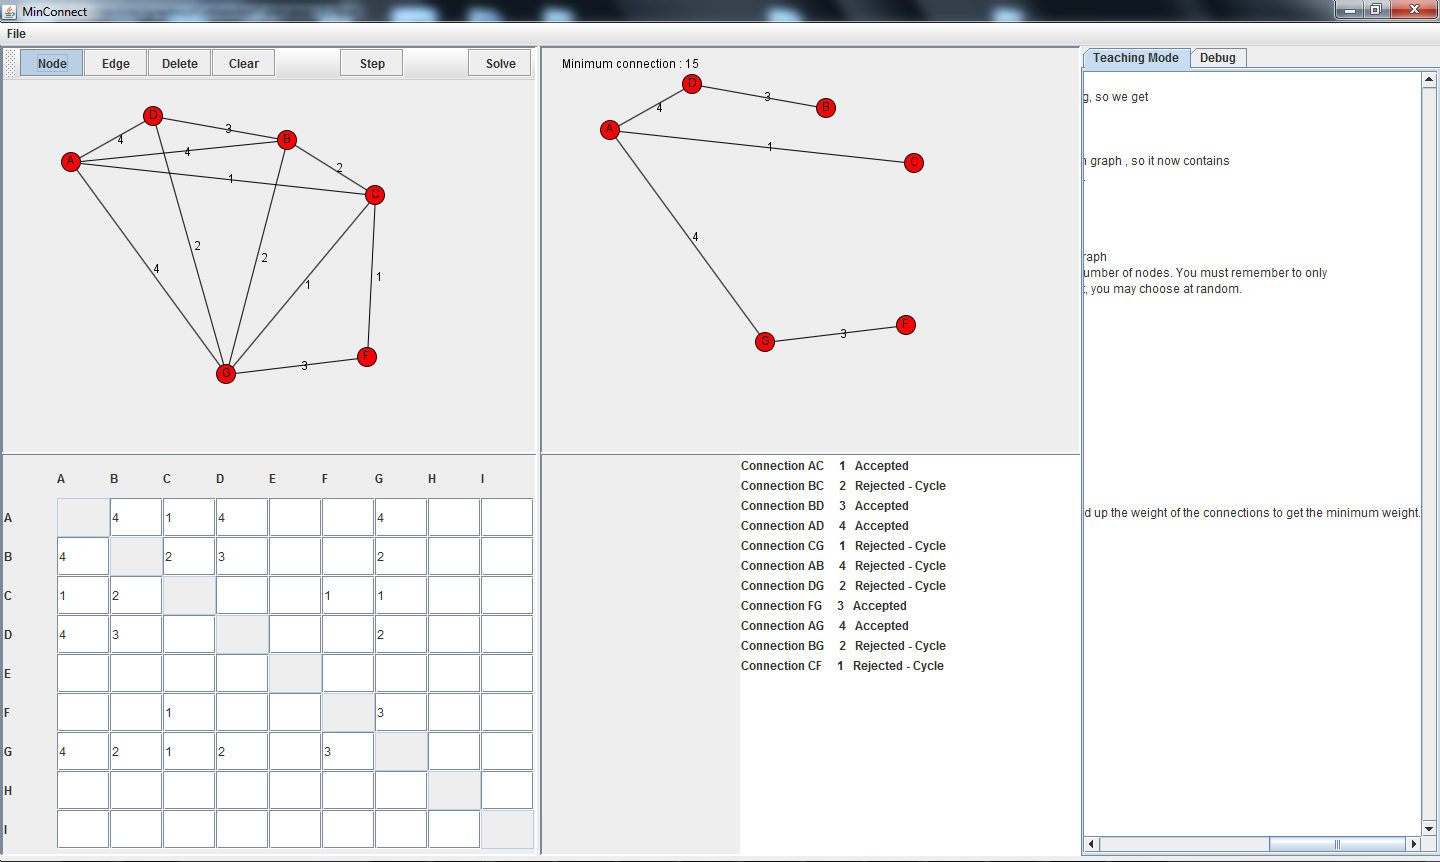 MinConnect
File
Node Edge Delete Clear Step Solve
D
B
A
C
G
F
4
3
4
1
2
2
2
4
1
1
3
Minimum connection : 15
D
B
A
C
G
F
4
3
1
4
3
A B C D E F G H I
A 4 1 4 4
B 4 2 3 2
C 1 2 1 1
D 4 3 2
E
F 1 3
G 4 2 1 2 3
H
I
Connection AC 1 Accepted
Connection BC 2 Rejected - Cycle
Connection BD 3 Accepted
Connection AD 4 Accepted
Connection CG 1 Rejected - Cycle
Connection AB 4 Rejected - Cycle
Connection DG 2 Rejected - Cycle
Connection FG 3 Accepted
Connection AG 4 Accepted
Connection BG 2 Rejected - Cycle
Connection CF 1 Rejected - Cycle
Teaching Mode Debug
g, so we get
graph , so it now contains
raph
umber of nodes. You must remember to only
, you may choose at random.
d up the weight of the connections to get the minimum weight.